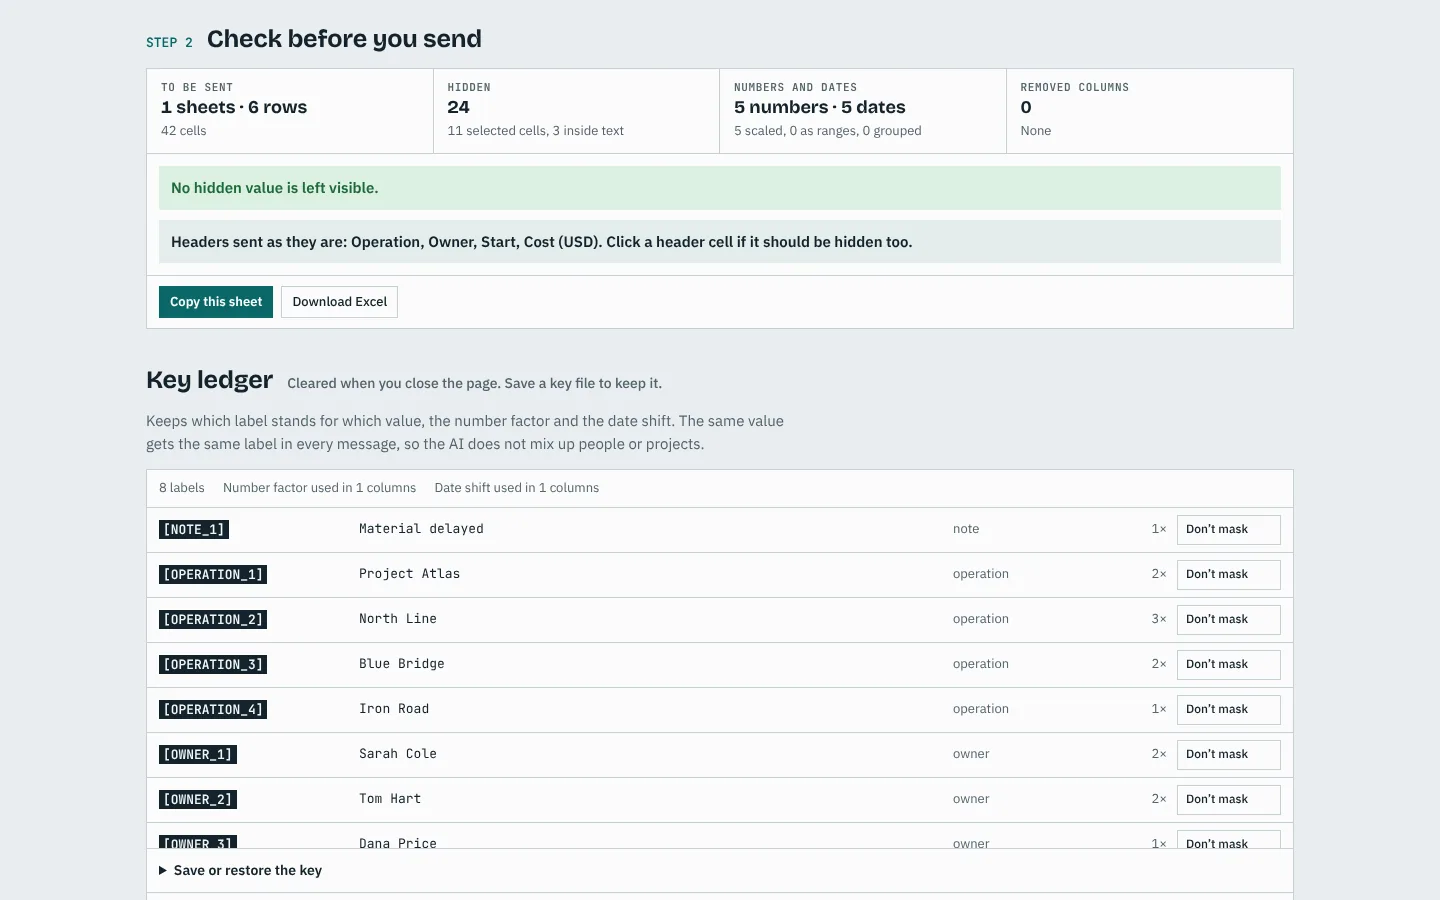 STEP 2 Check before you send
TO BE SENT
1 sheets · 6 rows
42 cells
HIDDEN
24
11 selected cells, 3 inside text
NUMBERS AND DATES
5 numbers · 5 dates
5 scaled, 0 as ranges, 0 grouped
REMOVED COLUMNS
0
None
No hidden value is left visible.
Headers sent as they are: Operation, Owner, Start, Cost (USD). Click a header cell if it should be hidden too.
Copy this sheet Download Excel
Key ledger Cleared when you close the page. Save a key file to keep it.
Keeps which label stands for which value, the number factor and the date shift. The same value
gets the same label in every message, so the AI does not mix up people or projects.
8 labels Number factor used in 1 columns Date shift used in 1 columns
[NOTE_1] Material delayed note 1× Don’t mask
[OPERATION_1] Project Atlas operation 2× Don’t mask
[OPERATION_2] North Line operation 3× Don’t mask
[OPERATION_3] Blue Bridge operation 2× Don’t mask
[OPERATION_4] Iron Road operation 1× Don’t mask
[OWNER_1] Sarah Cole owner 2× Don’t mask
[OWNER_2] Tom Hart owner 2× Don’t mask
[OWNER_3] Dana Price owner 1× Don’t mask
▶ Save or restore the key